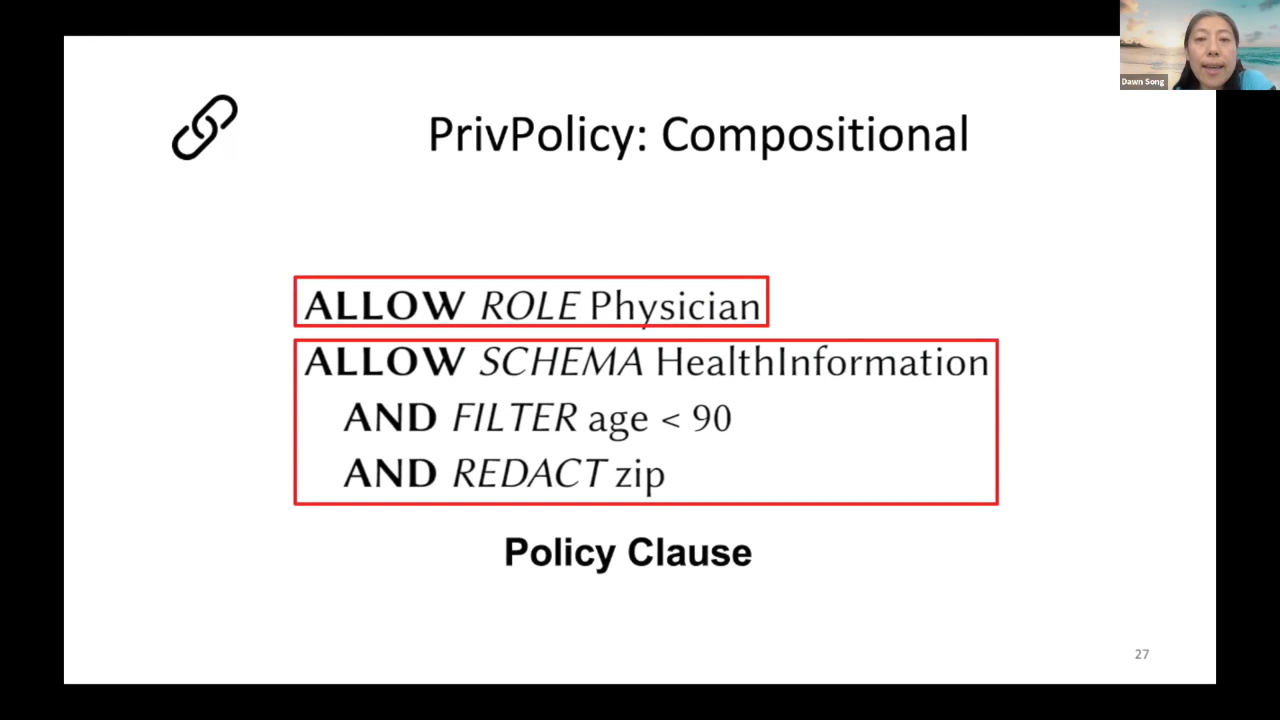 Dawn Song
PrivPolicy: Compositional
ALLOW ROLE Physician
ALLOW SCHEMA HealthInformation
AND FILTER age < 90
AND REDACT zip
Policy Clause
27